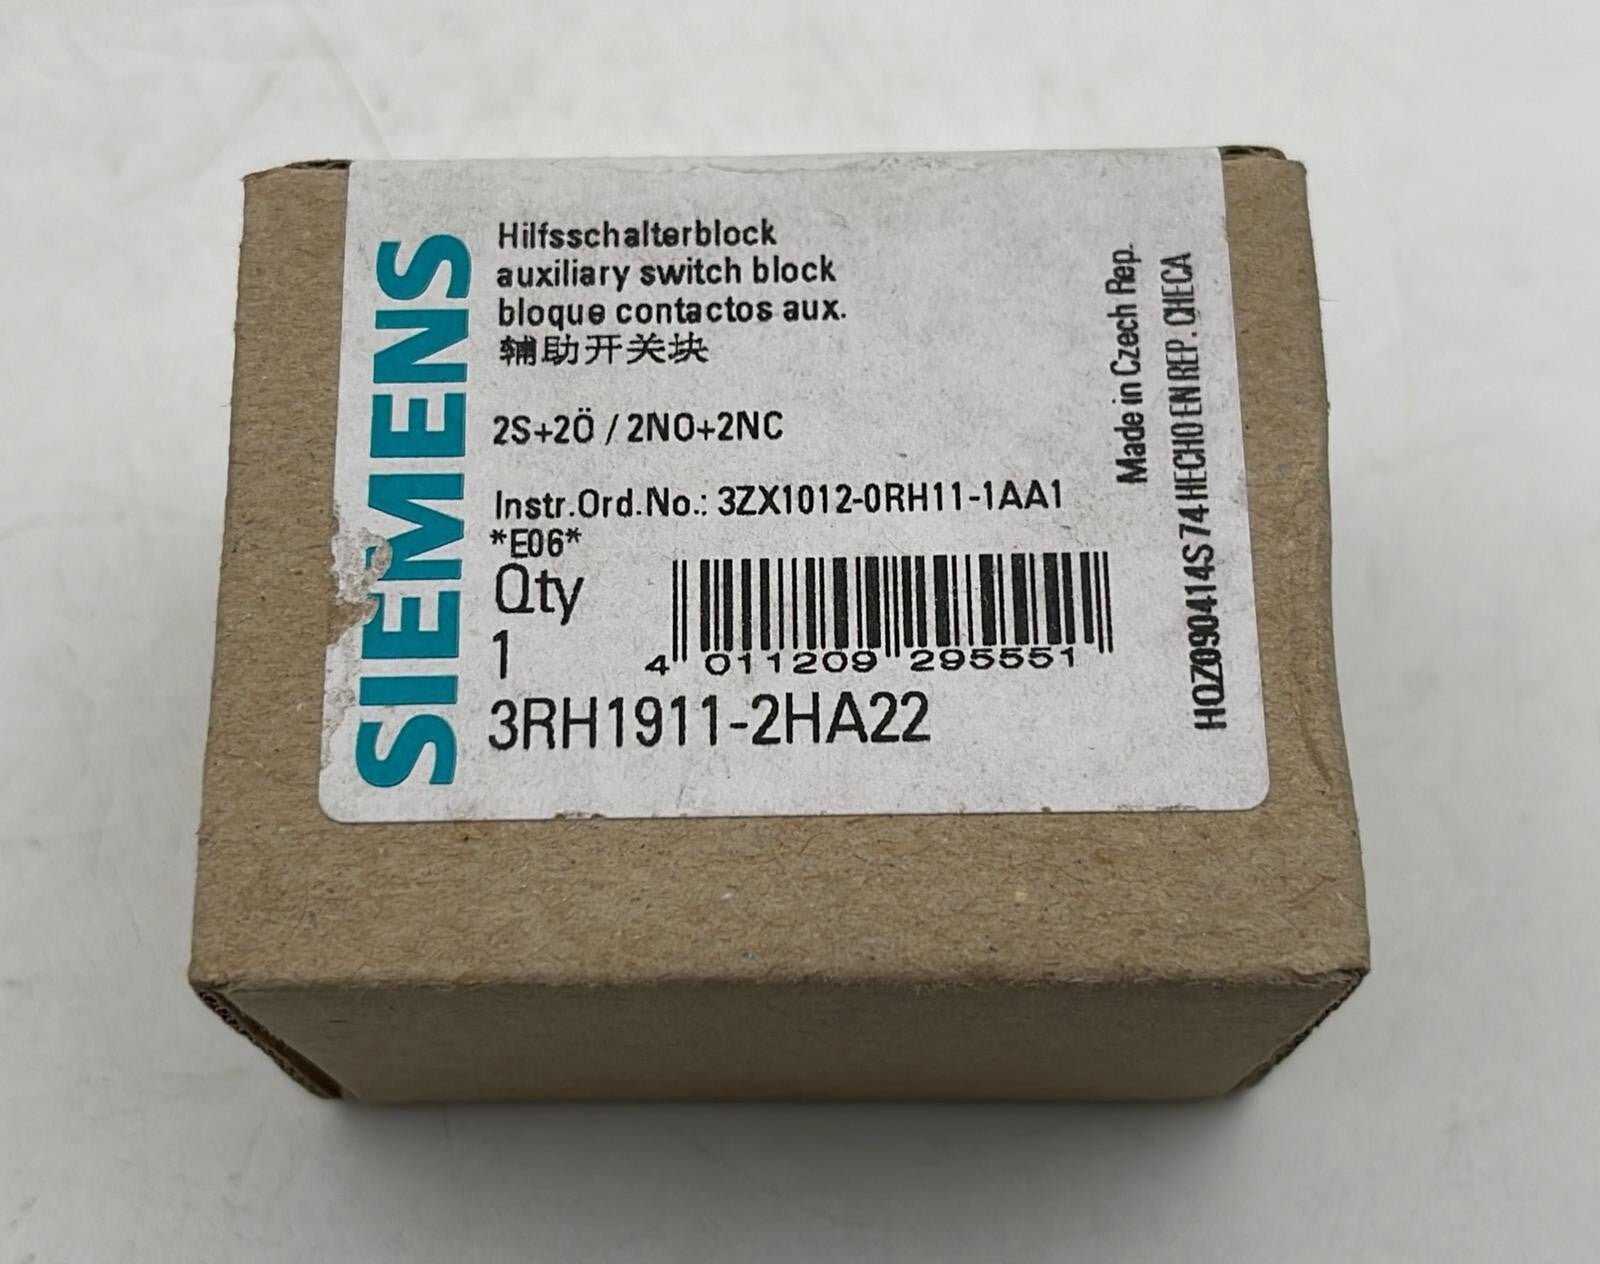 SIEMENS
Hilfsschalterblock
auxiliary switch block
bloque contactos aux.
辅助开关块
2S+2Ö / 2NO+2NC
Instr.Ord.No.: 3ZX1012-0RH11-1AA1
*E06*
Qty
1
4 011209 295551
3RH1911-2HA22
Made in Czech Rep.
HQZ090414S 74 HECHO EN REP. CHECA